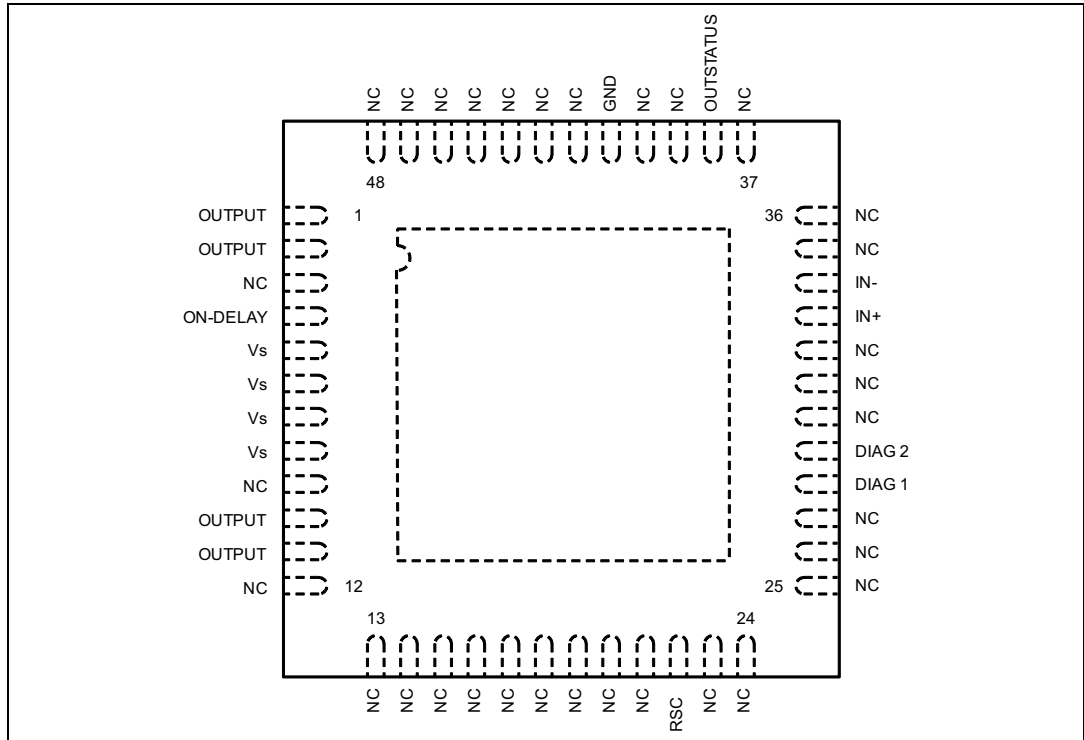 NC
NC
NC
NC
NC
NC
NC
GND
NC
NC
OUTSTATUS
NC
48
37
OUTPUT
1
36
NC
OUTPUT
NC
NC
IN-
ON-DELAY
IN+
Vs
NC
Vs
NC
Vs
NC
Vs
DIAG 2
NC
DIAG 1
OUTPUT
NC
OUTPUT
NC
NC
12
25
NC
13
24
NC
NC
NC
NC
NC
NC
NC
NC
NC
RSC
NC
NC